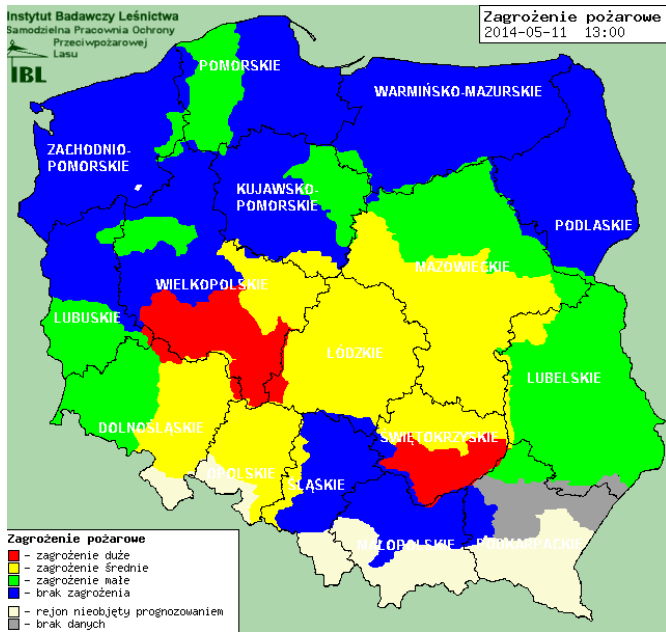 Instytut Badawczy Leśnictwa
Samodzielna Pracownia Ochrony
Przeciwpożarowej
Lasu
IBL
Zagrożenie pożarowe
2014-05-11 13:00
POMORSKIE
WARMIŃSKO-MAZURSKIE
ZACHODNIO-
POMORSKIE
KUJAWSKO-
POMORSKIE
PODLASKIE
MAZOWIECKIE
WIELKOPOLSKIE
LUBUSKIE
ŁÓDZKIE
LUBELSKIE
DOLNOŚLĄSKIE
ŚWIĘTOKRZYSKIE
OPOLSKIE
ŚLĄSKIE
MAŁOPOLSKIE
PODKARPACKIE
Zagrożenie pożarowe
- zagrożenie duże
- zagrożenie średnie
- zagrożenie małe
- brak zagrożenia
- rejon nieobjęty prognozowaniem
- brak danych